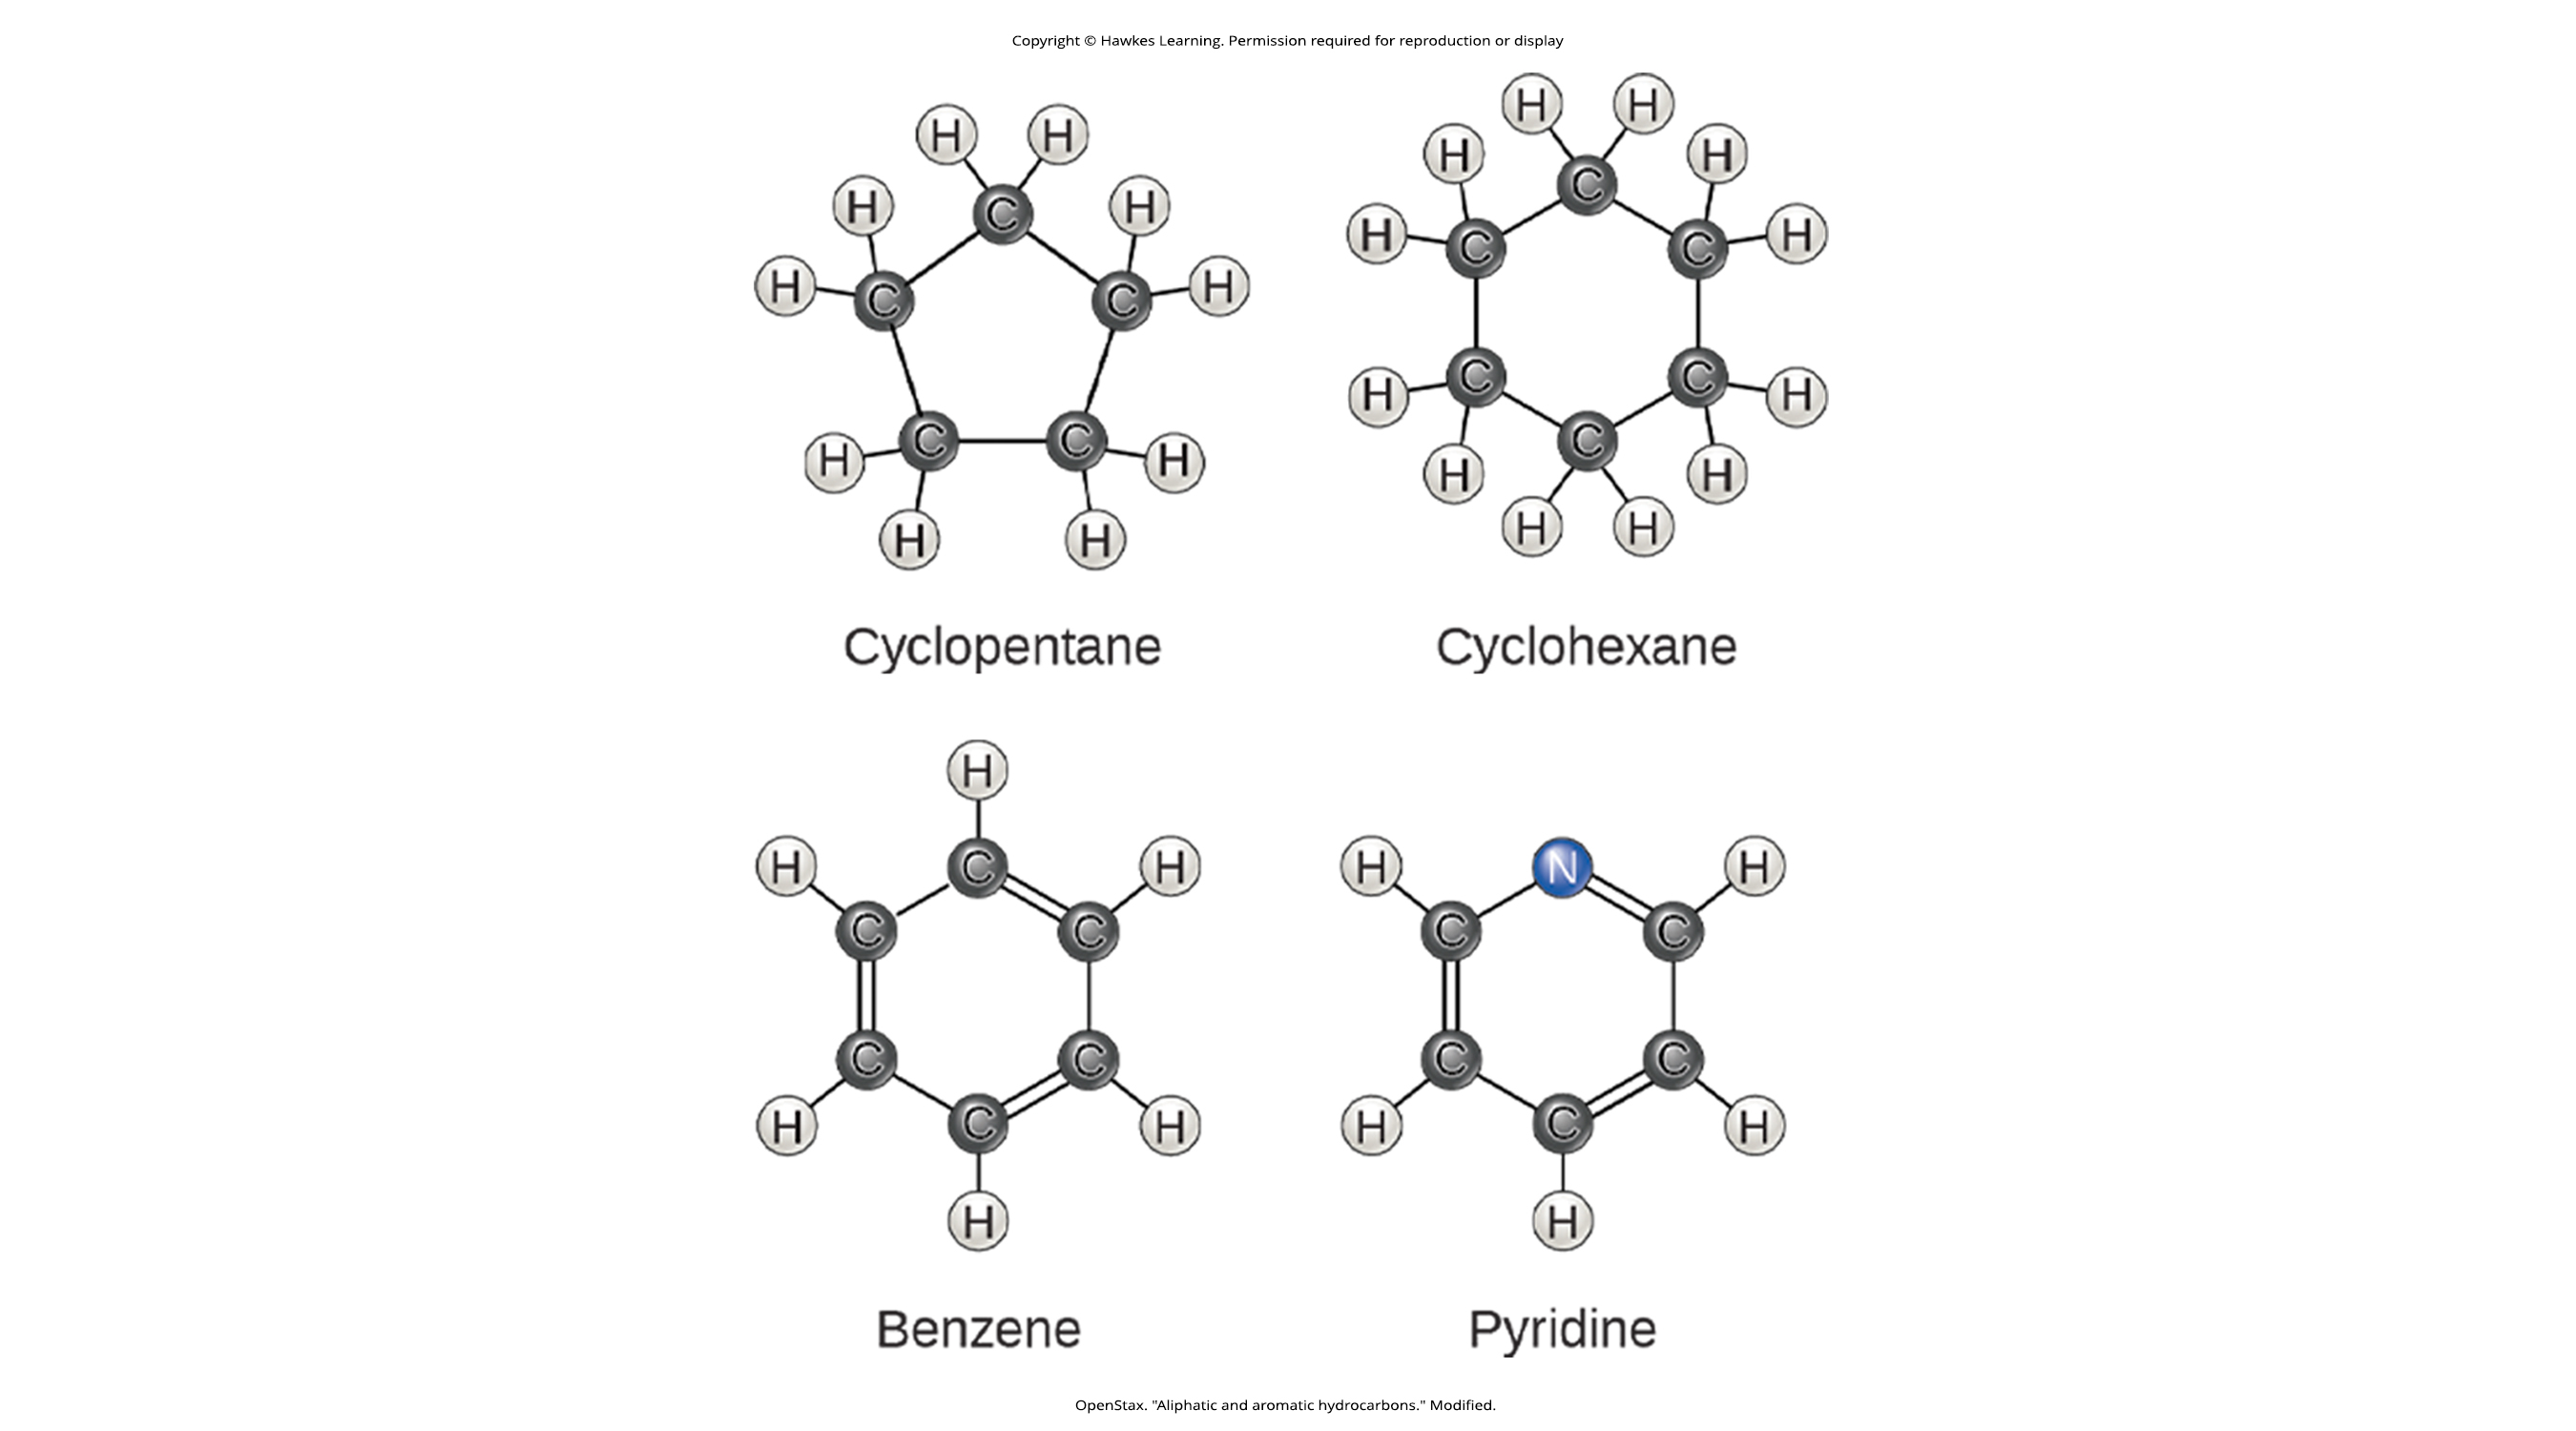 Copyright © Hawkes Learning. Permission required for reproduction or display
H H H H
H H H H
C C
H H C C H H
C C
H C C H
H C C H
H H C H H
H H H H
Cyclopentane Cyclohexane
H
H C H H N H
C C C C
C C C C
H C H H C H
H H
Benzene Pyridine
OpenStax. "Aliphatic and aromatic hydrocarbons." Modified.